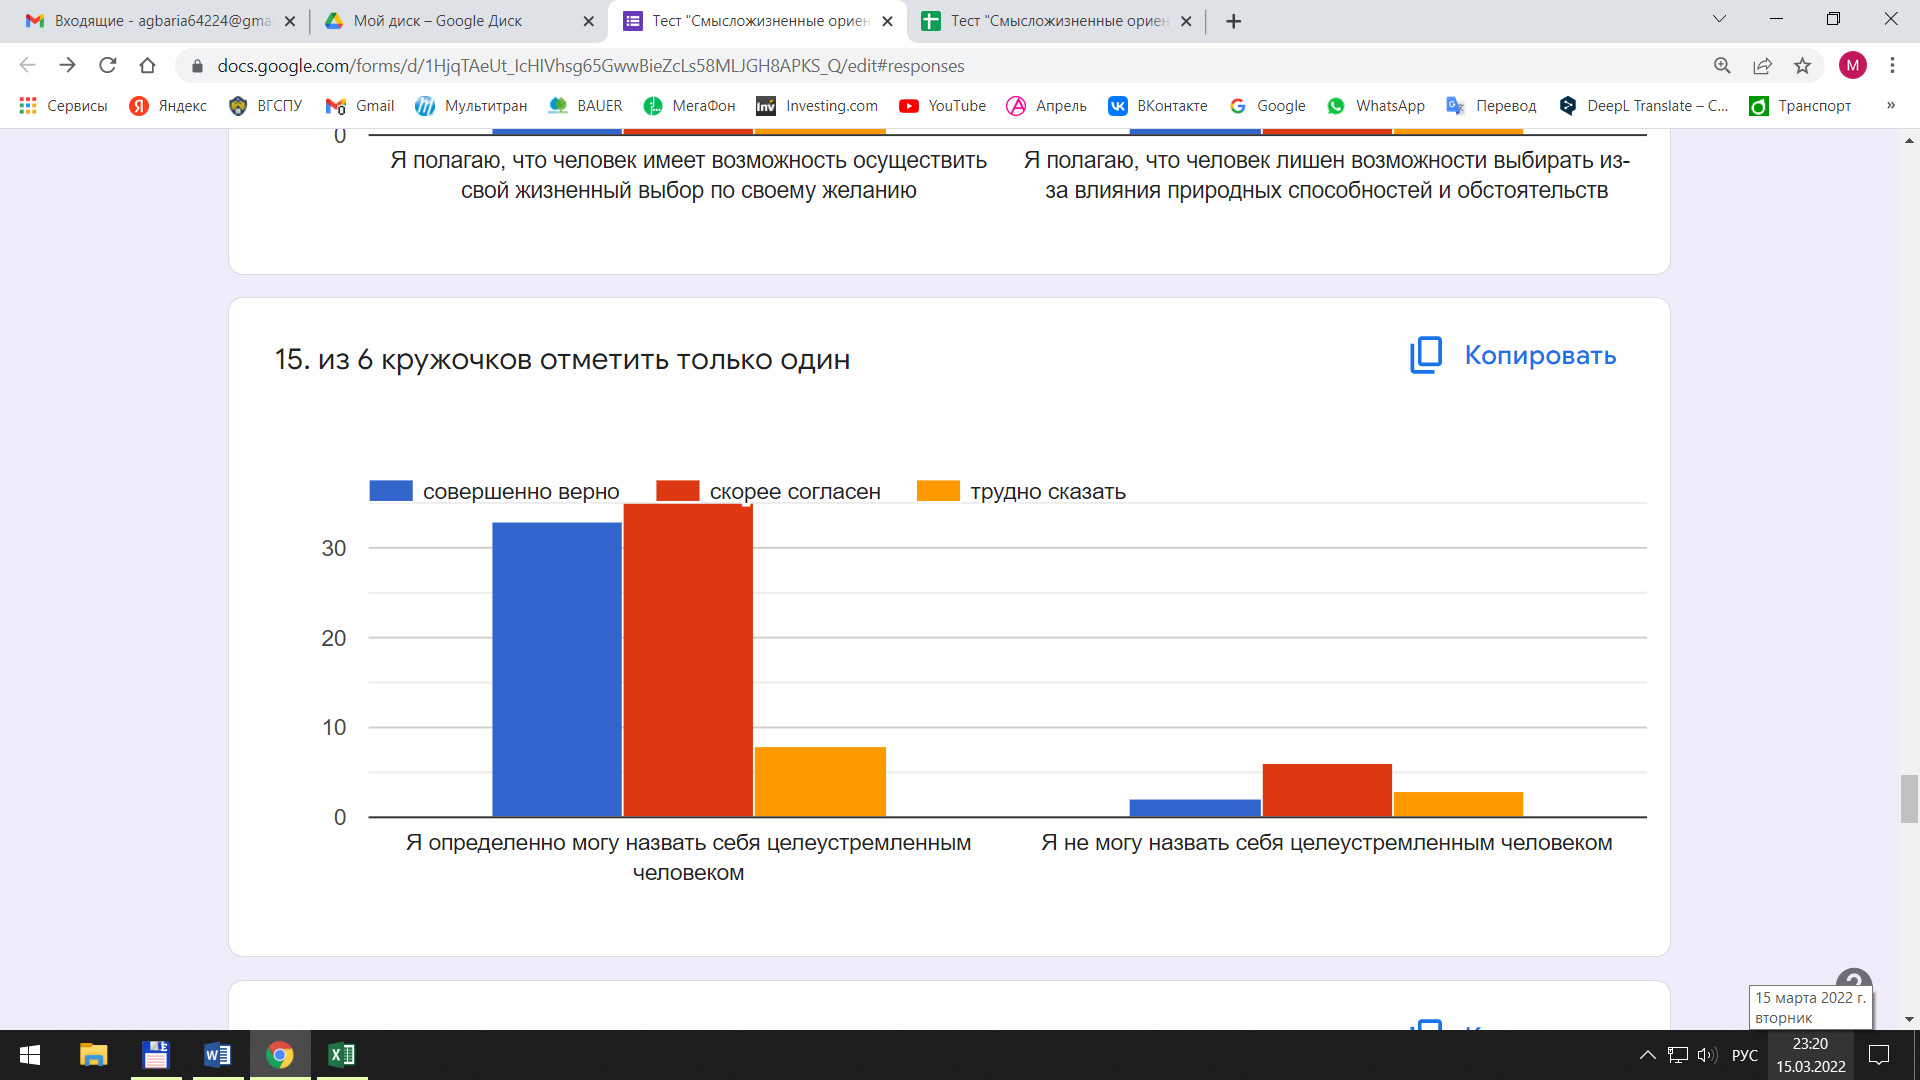 Входящие - agbaria64224@gma
Мой диск – Google Диск
Тест "Смысложизненные ориен
Тест "Смысложизненные ориен
docs.google.com/forms/d/1HjqTAeUt_IcHIVhsg65GwwBieZcLs58MLJGH8APKS_Q/edit#responses
M
Сервисы
Яндекс
ВГСПУ
Gmail
Мультитран
BAUER
МегаФон
Inv
Investing.com
YouTube
Апрель
ВКонтакте
Google
WhatsApp
Перевод
DeepL Translate – С...
Транспорт
»
0
Я полагаю, что человек имеет возможность осуществить
свой жизненный выбор по своему желанию
Я полагаю, что человек лишен возможности выбирать из-
за влияния природных способностей и обстоятельств
15. из 6 кружочков отметить только один
Копировать
совершенно верно
скорее согласен
трудно сказать
30
20
10
0
Я определенно могу назвать себя целеустремленным
человеком
Я не могу назвать себя целеустремленным человеком
15 марта 2022 г.
вторник
РУС
23:20
15.03.2022